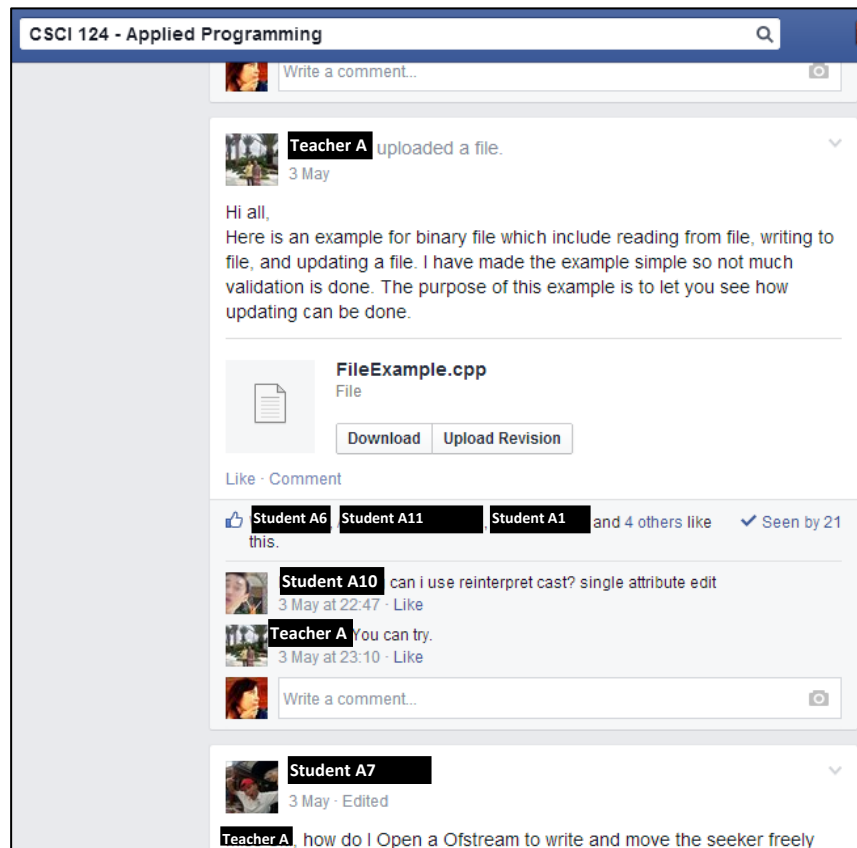 CSCI 124 - Applied Programming
Write a comment...
Teacher A uploaded a file.
3 May
Hi all,
Here is an example for binary file which include reading from file, writing to
file, and updating a file. I have made the example simple so not much
validation is done. The purpose of this example is to let you see how
updating can be done.
FileExample.cpp
File
Download Upload Revision
Like · Comment
Student A6, Student A11, Student A1 and 4 others like ✓ Seen by 21
this.
Student A10 can i use reinterpret cast? single attribute edit
3 May at 22:47 · Like
Teacher A You can try.
3 May at 23:10 · Like
Write a comment...
Student A7
3 May · Edited
Teacher A, how do I Open a Ofstream to write and move the seeker freely